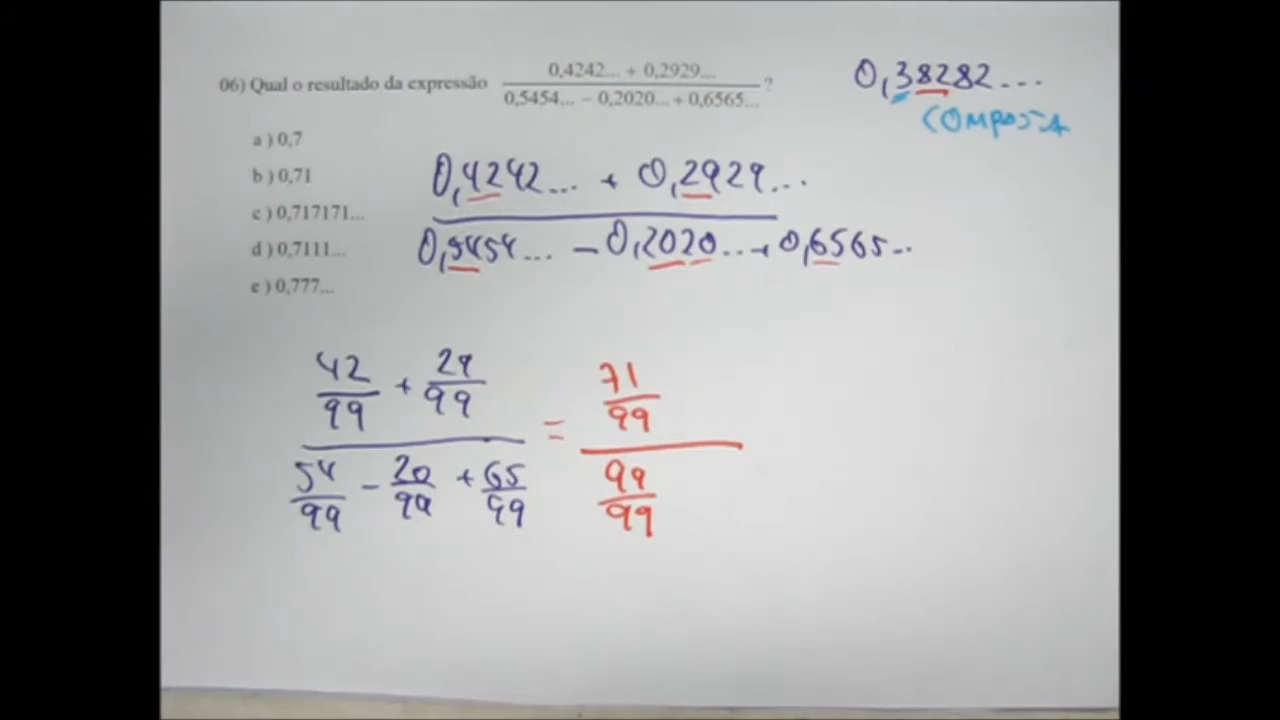 06) Qual o resultado da expressão 0,4242... + 0,2929... / 0,5454... − 0,2020... + 0,6565... ?
a ) 0,7
b ) 0,71
c ) 0,717171...
d ) 0,7111...
e ) 0,777...
0,38282...
COMPOSTA
0,4242... + 0,2929...
0,5454... − 0,2020... + 0,6565...
42/99 + 29/99 = 71/99
54/99 − 20/99 + 65/99 99/99